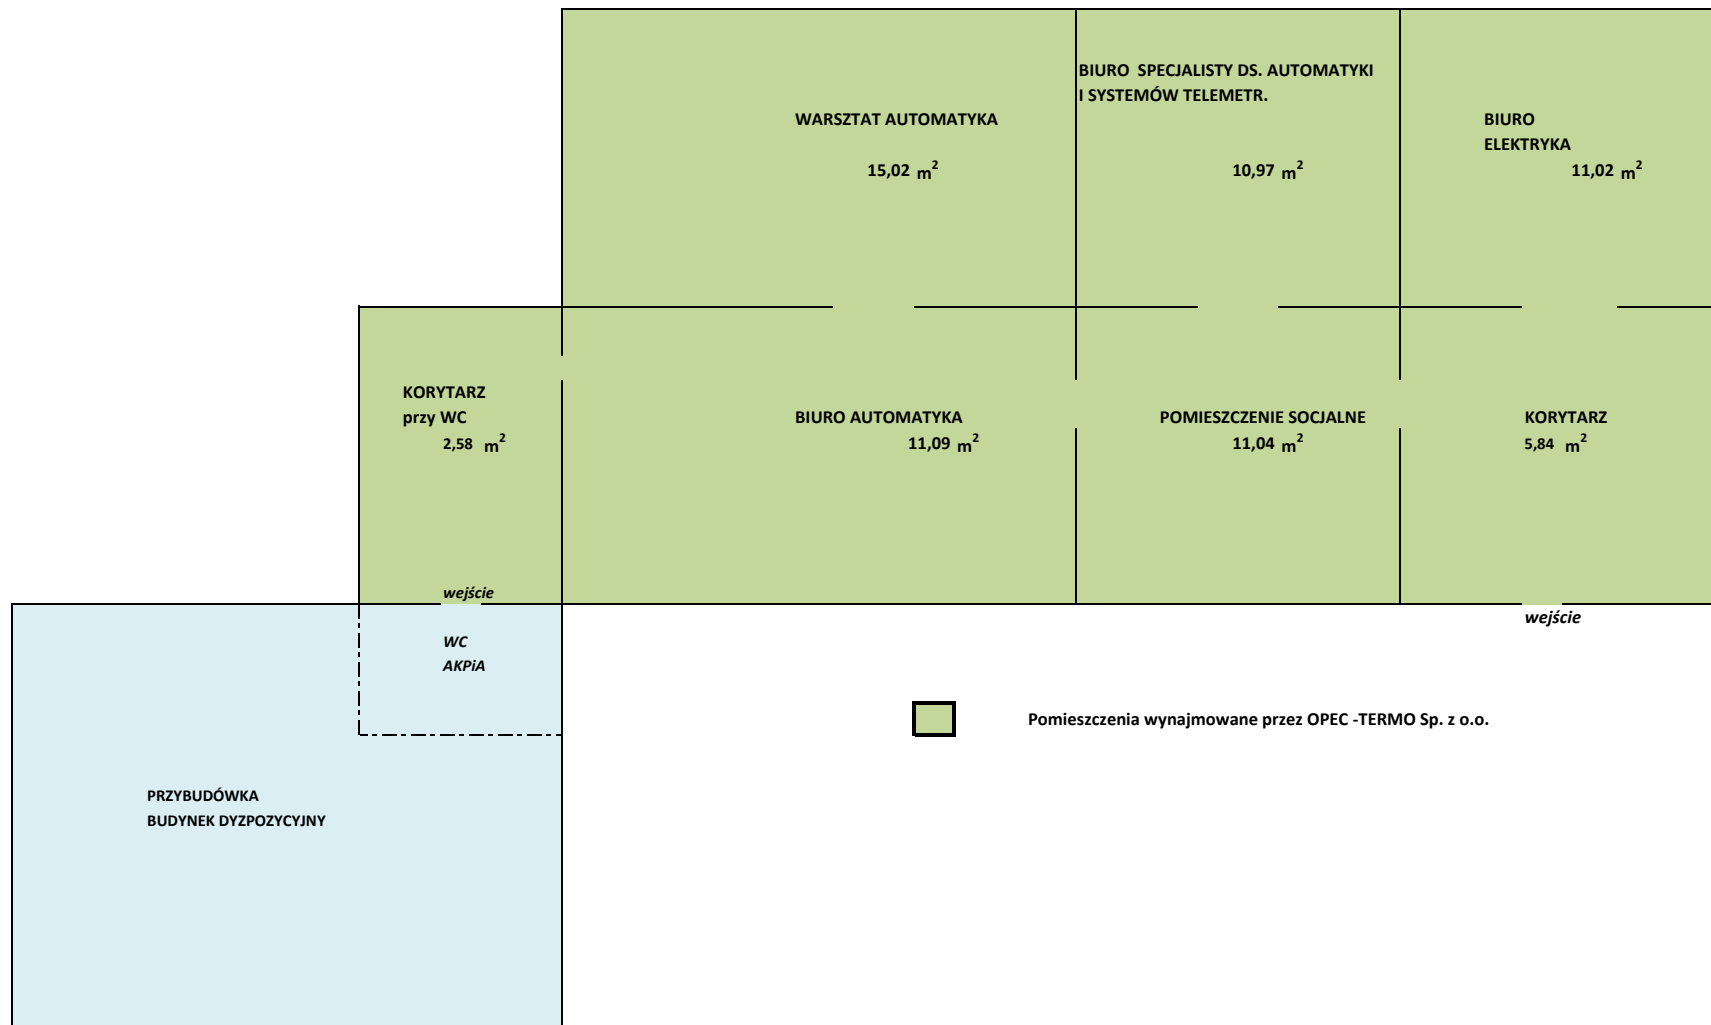 BIURO  SPECJALISTY DS. AUTOMATYKI
I SYSTEMÓW TELEMETR.
WARSZTAT AUTOMATYKA
BIURO
ELEKTRYKA
15,02 m²
10,97 m²
11,02 m²
KORYTARZ
przy WC
2,58 m²
BIURO AUTOMATYKA
11,09 m²
POMIESZCZENIE SOCJALNE
11,04 m²
KORYTARZ
5,84 m²
wejście
wejście
WC
AKPiA
Pomieszczenia wynajmowane przez OPEC -TERMO Sp. z o.o.
PRZYBUDÓWKA
BUDYNEK DYZPOZYCYJNY